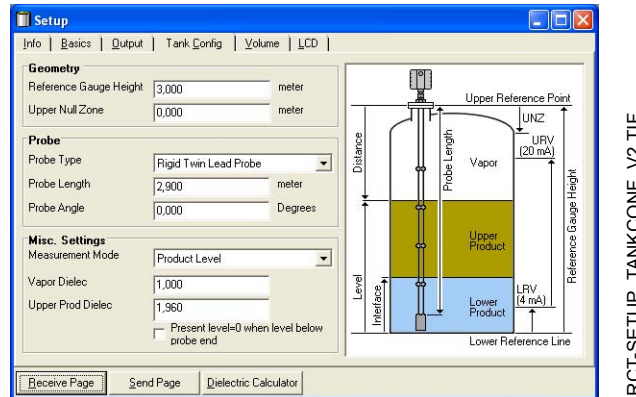 Setup
Info Basics Output Tank Config Volume LCD
Geometry
Reference Gauge Height 3,000 meter
Upper Null Zone 0,000 meter
Probe
Probe Type Rigid Twin Lead Probe
Probe Length 2,900 meter
Probe Angle 0,000 Degrees
Misc. Settings
Measurement Mode Product Level
Vapor Dielec 1,000
Upper Prod Dielec 1,960
Present level=0 when level below
probe end
Upper Reference Point
UNZ
URV
(20 mA)
Distance
Probe Length
Vapor
Reference Gauge Height
Upper
Product
Level
Interface
Lower
Product
LRV
(4 mA)
Lower Reference Line
Receive Page Send Page Dielectric Calculator
RCT-SETUP_TANKCONF_V2.TIF